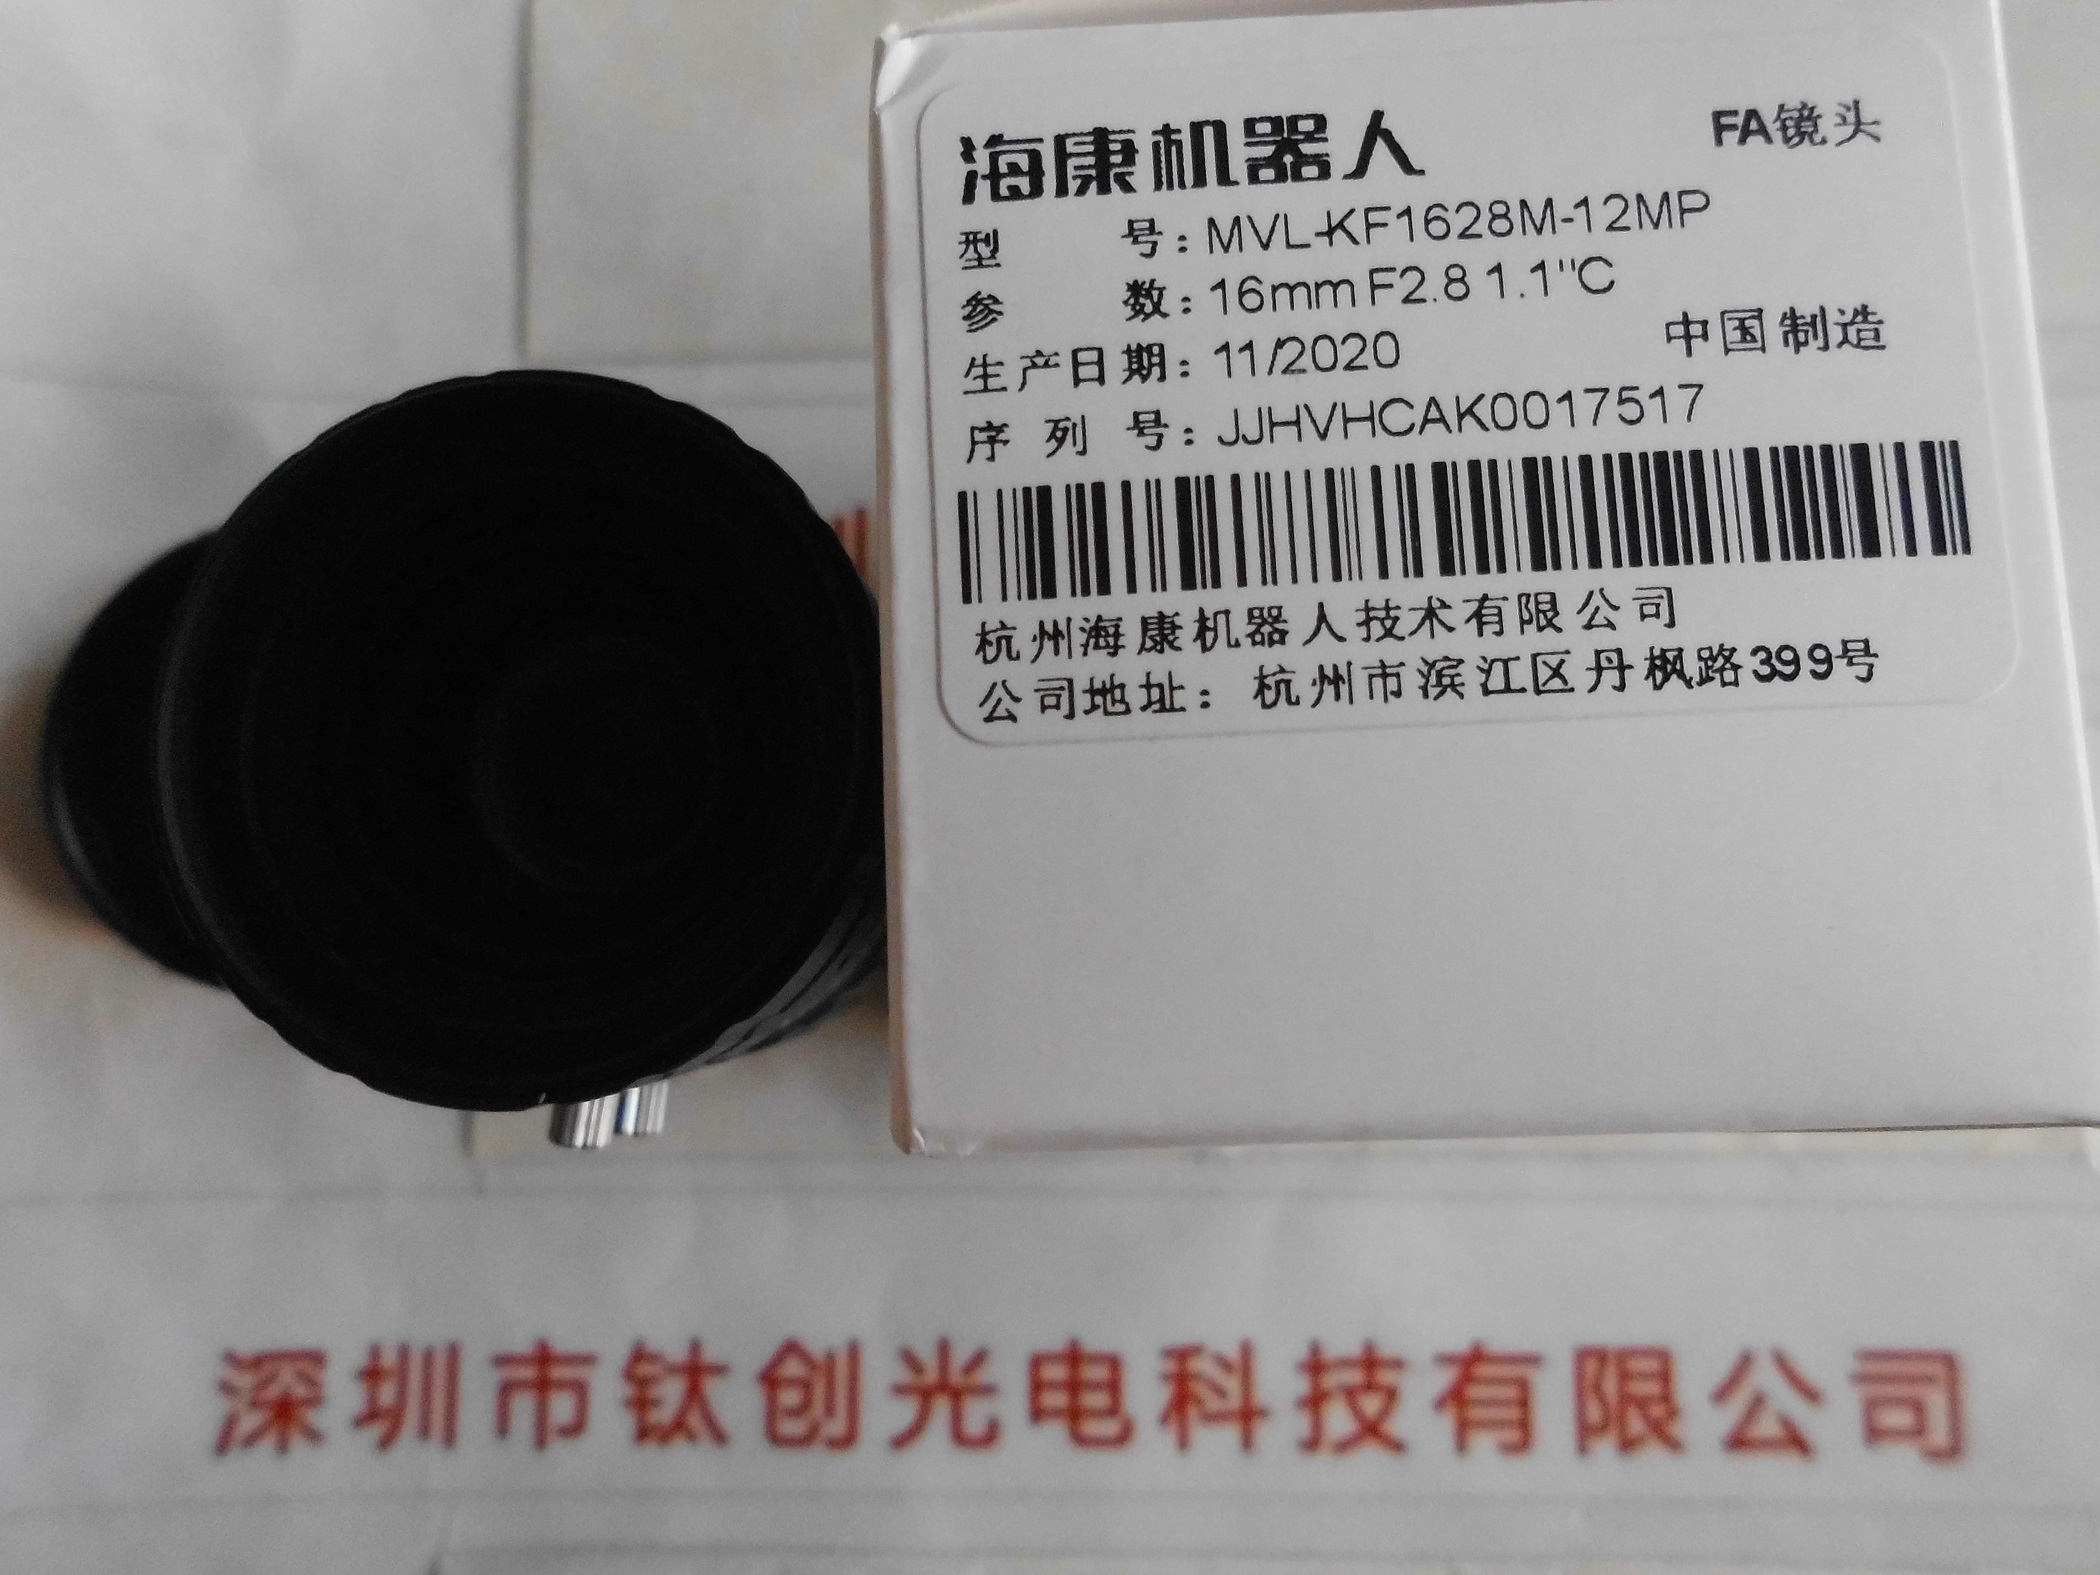 海康机器人
FA镜头
型号：MVL-KF1628M-12MP
参数：16mm F2.8 1.1"C
生产日期：11/2020
中国制造
序列号：JJHVHCAK0017517
杭州海康机器人技术有限公司
公司地址：杭州市滨江区丹枫路399号
深圳市钛创光电科技有限公司